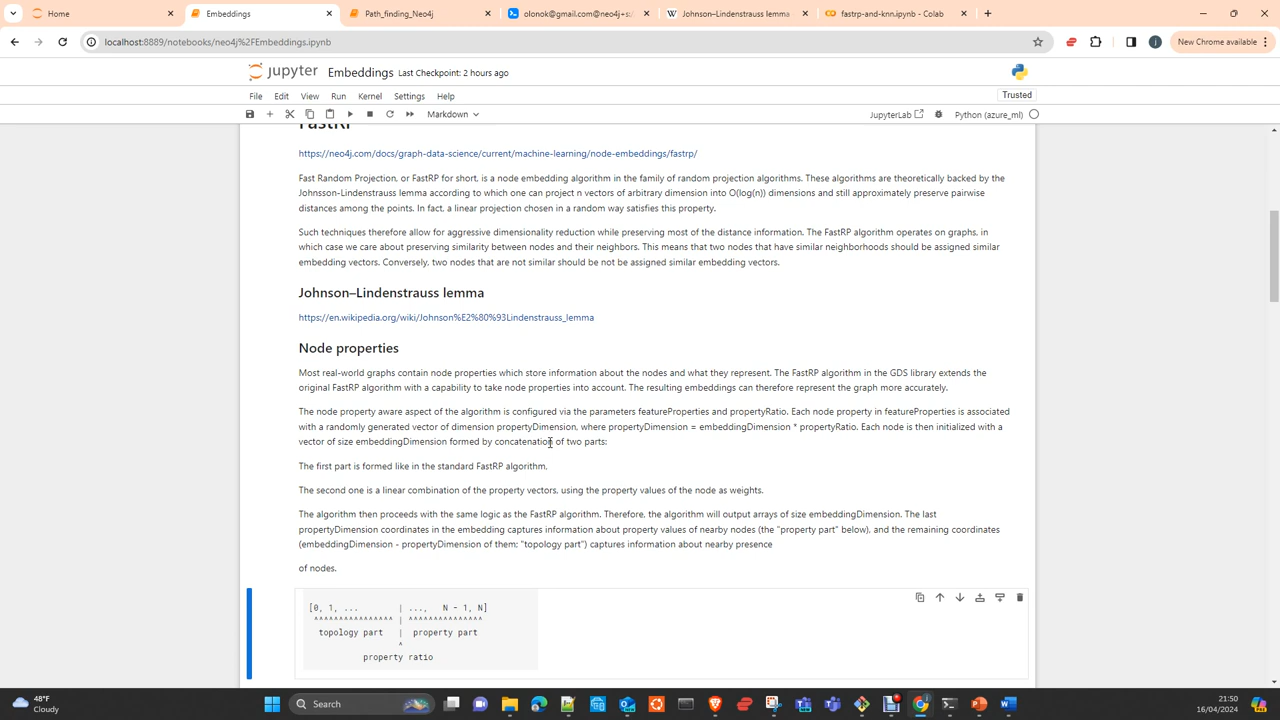 Home
Embeddings
Path_finding_Neo4j
olonok@gmail.com@neo4j+s:/
Johnson–Lindenstrauss lemma
fastrp-and-knn.ipynb - Colab
localhost:8889/notebooks/neo4j%2FEmbeddings.ipynb
New Chrome available
jupyter Embeddings Last Checkpoint: 2 hours ago
File Edit View Run Kernel Settings Help
Trusted
Markdown
JupyterLab
Python (azure_ml)
FastRP
https://neo4j.com/docs/graph-data-science/current/machine-learning/node-embeddings/fastrp/
Fast Random Projection, or FastRP for short, is a node embedding algorithm in the family of random projection algorithms. These algorithms are theoretically backed by the
Johnsson-Lindenstrauss lemma according to which one can project n vectors of arbitrary dimension into O(log(n)) dimensions and still approximately preserve pairwise
distances among the points. In fact, a linear projection chosen in a random way satisfies this property.
Such techniques therefore allow for aggressive dimensionality reduction while preserving most of the distance information. The FastRP algorithm operates on graphs, in
which case we care about preserving similarity between nodes and their neighbors. This means that two nodes that have similar neighborhoods should be assigned similar
embedding vectors. Conversely, two nodes that are not similar should be not be assigned similar embedding vectors.
Johnson–Lindenstrauss lemma
https://en.wikipedia.org/wiki/Johnson%E2%80%93Lindenstrauss_lemma
Node properties
Most real-world graphs contain node properties which store information about the nodes and what they represent. The FastRP algorithm in the GDS library extends the
original FastRP algorithm with a capability to take node properties into account. The resulting embeddings can therefore represent the graph more accurately.
The node property aware aspect of the algorithm is configured via the parameters featureProperties and propertyRatio. Each node property in featureProperties is associated
with a randomly generated vector of dimension propertyDimension, where propertyDimension = embeddingDimension * propertyRatio. Each node is then initialized with a
vector of size embeddingDimension formed by concatenation of two parts:
The first part is formed like in the standard FastRP algorithm.
The second one is a linear combination of the property vectors, using the property values of the node as weights.
The algorithm then proceeds with the same logic as the FastRP algorithm. Therefore, the algorithm will output arrays of size embeddingDimension. The last
propertyDimension coordinates in the embedding captures information about property values of nearby nodes (the "property part" below), and the remaining coordinates
(embeddingDimension - propertyDimension of them: "topology part") captures information about nearby presence
of nodes.
[0, 1, ... | ..., N - 1, N]
^^^^^^^^^^^^^^^^ | ^^^^^^^^^^^^^^^
topology part | property part
^
property ratio
48°F
Cloudy
Search
21:50
16/04/2024